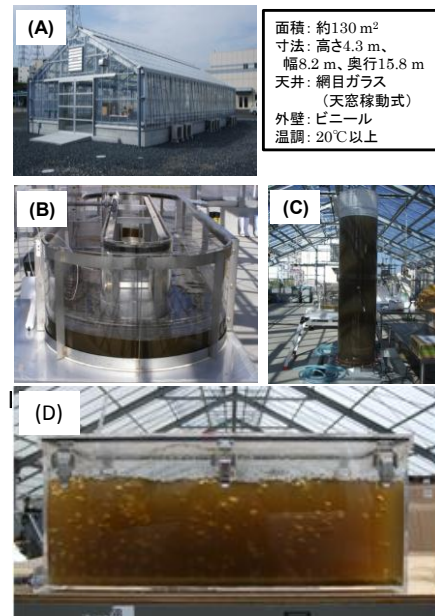 (A)
面積: 約130 m²
寸法: 高さ4.3 m、
幅8.2 m、奥行15.8 m
天井: 網目ガラス
(天窓稼動式)
外壁: ビニール
温調: 20℃以上
(B)
(C)
(D)